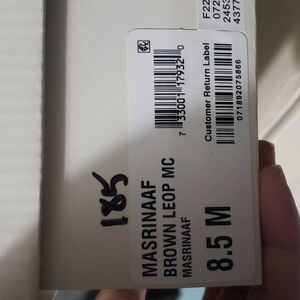 F22
072
2453
4377
7 33001 17932 0
Customer Return Label
071892075866
185
MASRINAAF
BROWN LEOP MC
MASRINAAF
8.5 M